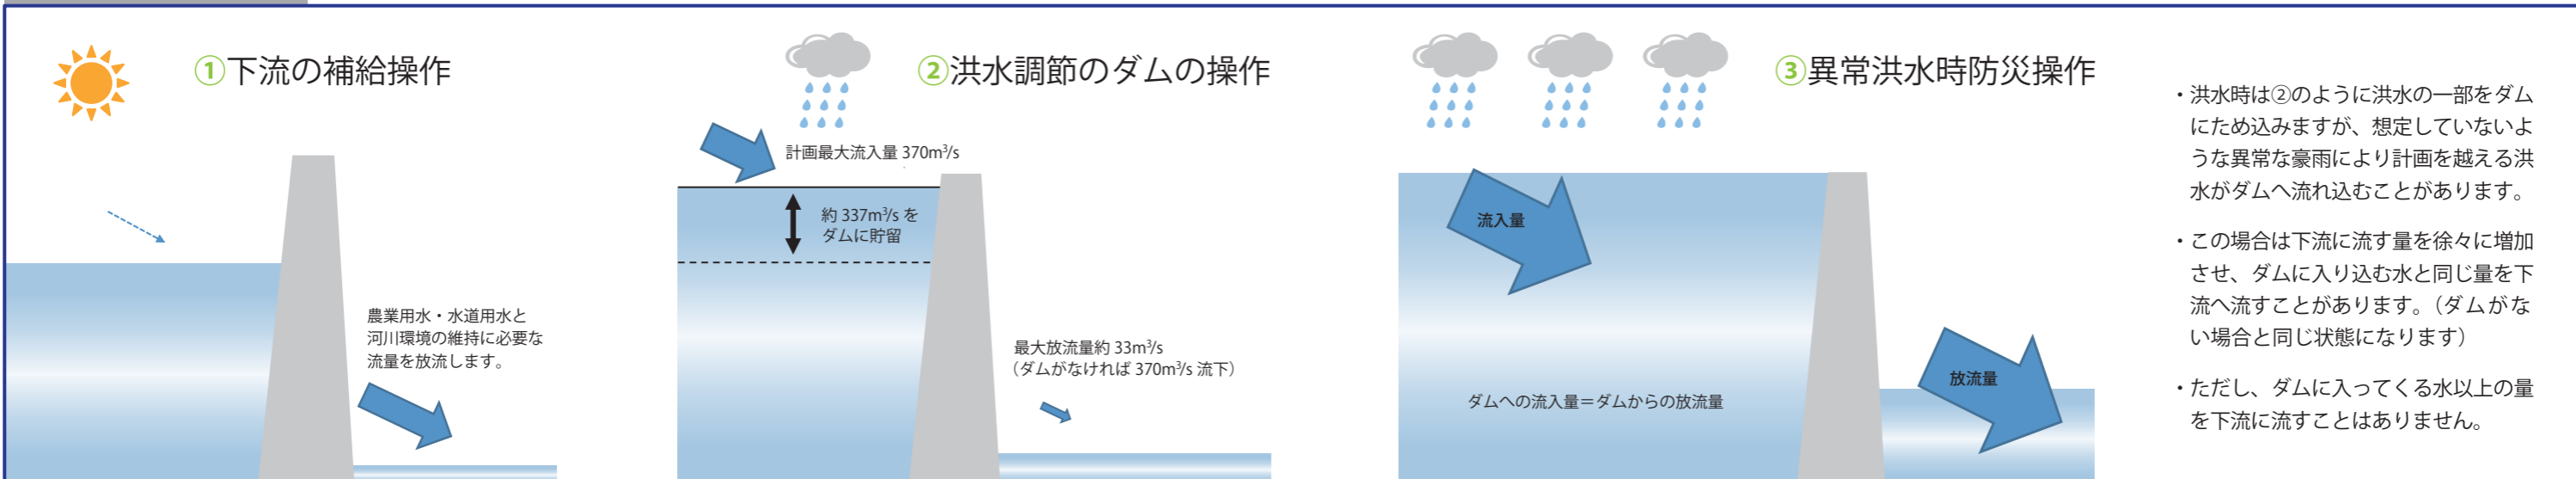 ①下流の補給操作
農業用水・水道用水と
河川環境の維持に必要な
流量を放流します。
②洪水調節のダムの操作
計画最大流入量 370m³/s
約 337m³/s を
ダムに貯留
最大放流量約 33m³/s
（ダムがなければ 370m³/s 流下）
③異常洪水時防災操作
流入量
ダムへの流入量＝ダムからの放流量
放流量
・洪水時は②のように洪水の一部をダム
にため込みますが、想定していないよ
うな異常な豪雨により計画を越える洪
水がダムへ流れ込むことがあります。
・この場合は下流に流す量を徐々に増加
させ、ダムに入り込む水と同じ量を下
流へ流すことがあります。（ダムがな
い場合と同じ状態になります）
・ただし、ダムに入ってくる水以上の量
を下流に流すことはありません。